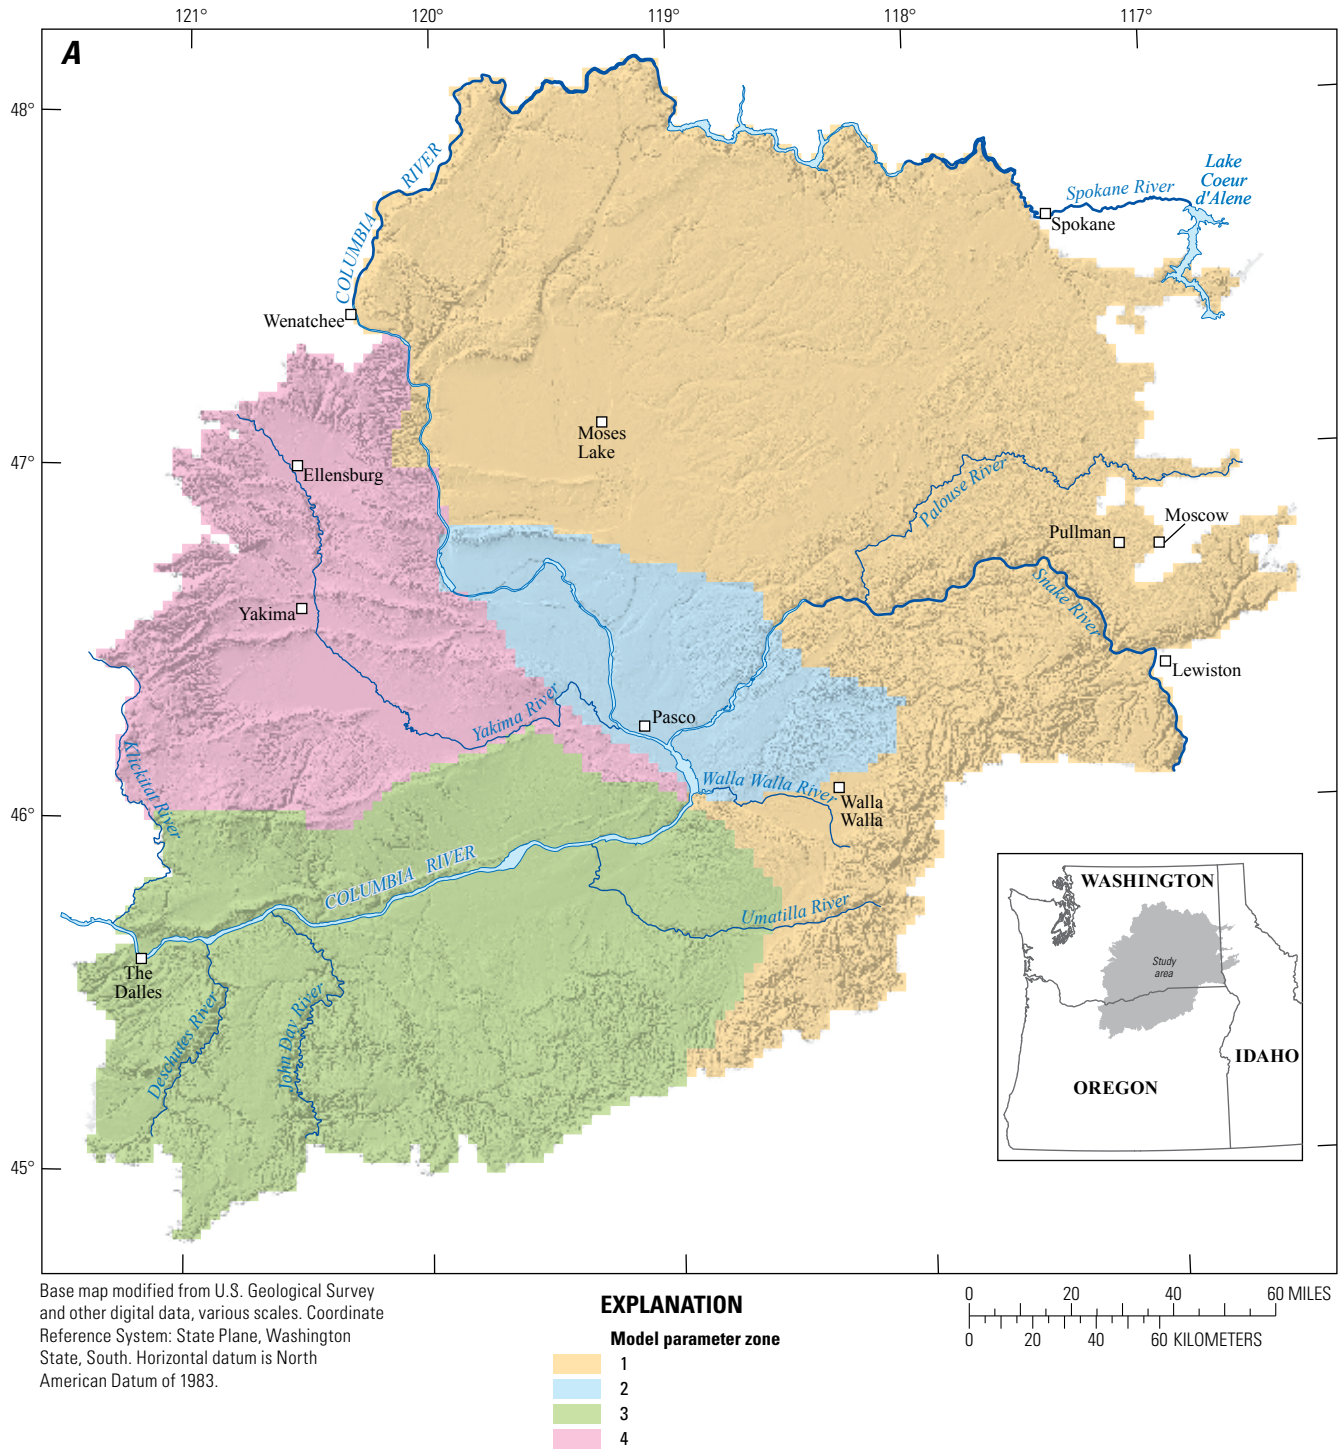 121° 120° 119° 118° 117°
A
48°
COLUMBIA RIVER
Lake
Coeur
d'Alene
Spokane River
Spokane
Wenatchee
Moses
Lake
47°
Ellensburg
Palouse River
Pullman
Moscow
Snake River
Yakima
Lewiston
Yakima River
Pasco
Klickitat River
Walla Walla River
Walla
Walla
46°
COLUMBIA RIVER
Umatilla River
The
Dalles
Deschutes River
John Day River
45°
WASHINGTON
Study
area
IDAHO
OREGON
Base map modified from U.S. Geological Survey
and other digital data, various scales. Coordinate
Reference System: State Plane, Washington
State, South. Horizontal datum is North
American Datum of 1983.
EXPLANATION
Model parameter zone
1
2
3
4
0 20 40 60 MILES
0 20 40 60 KILOMETERS